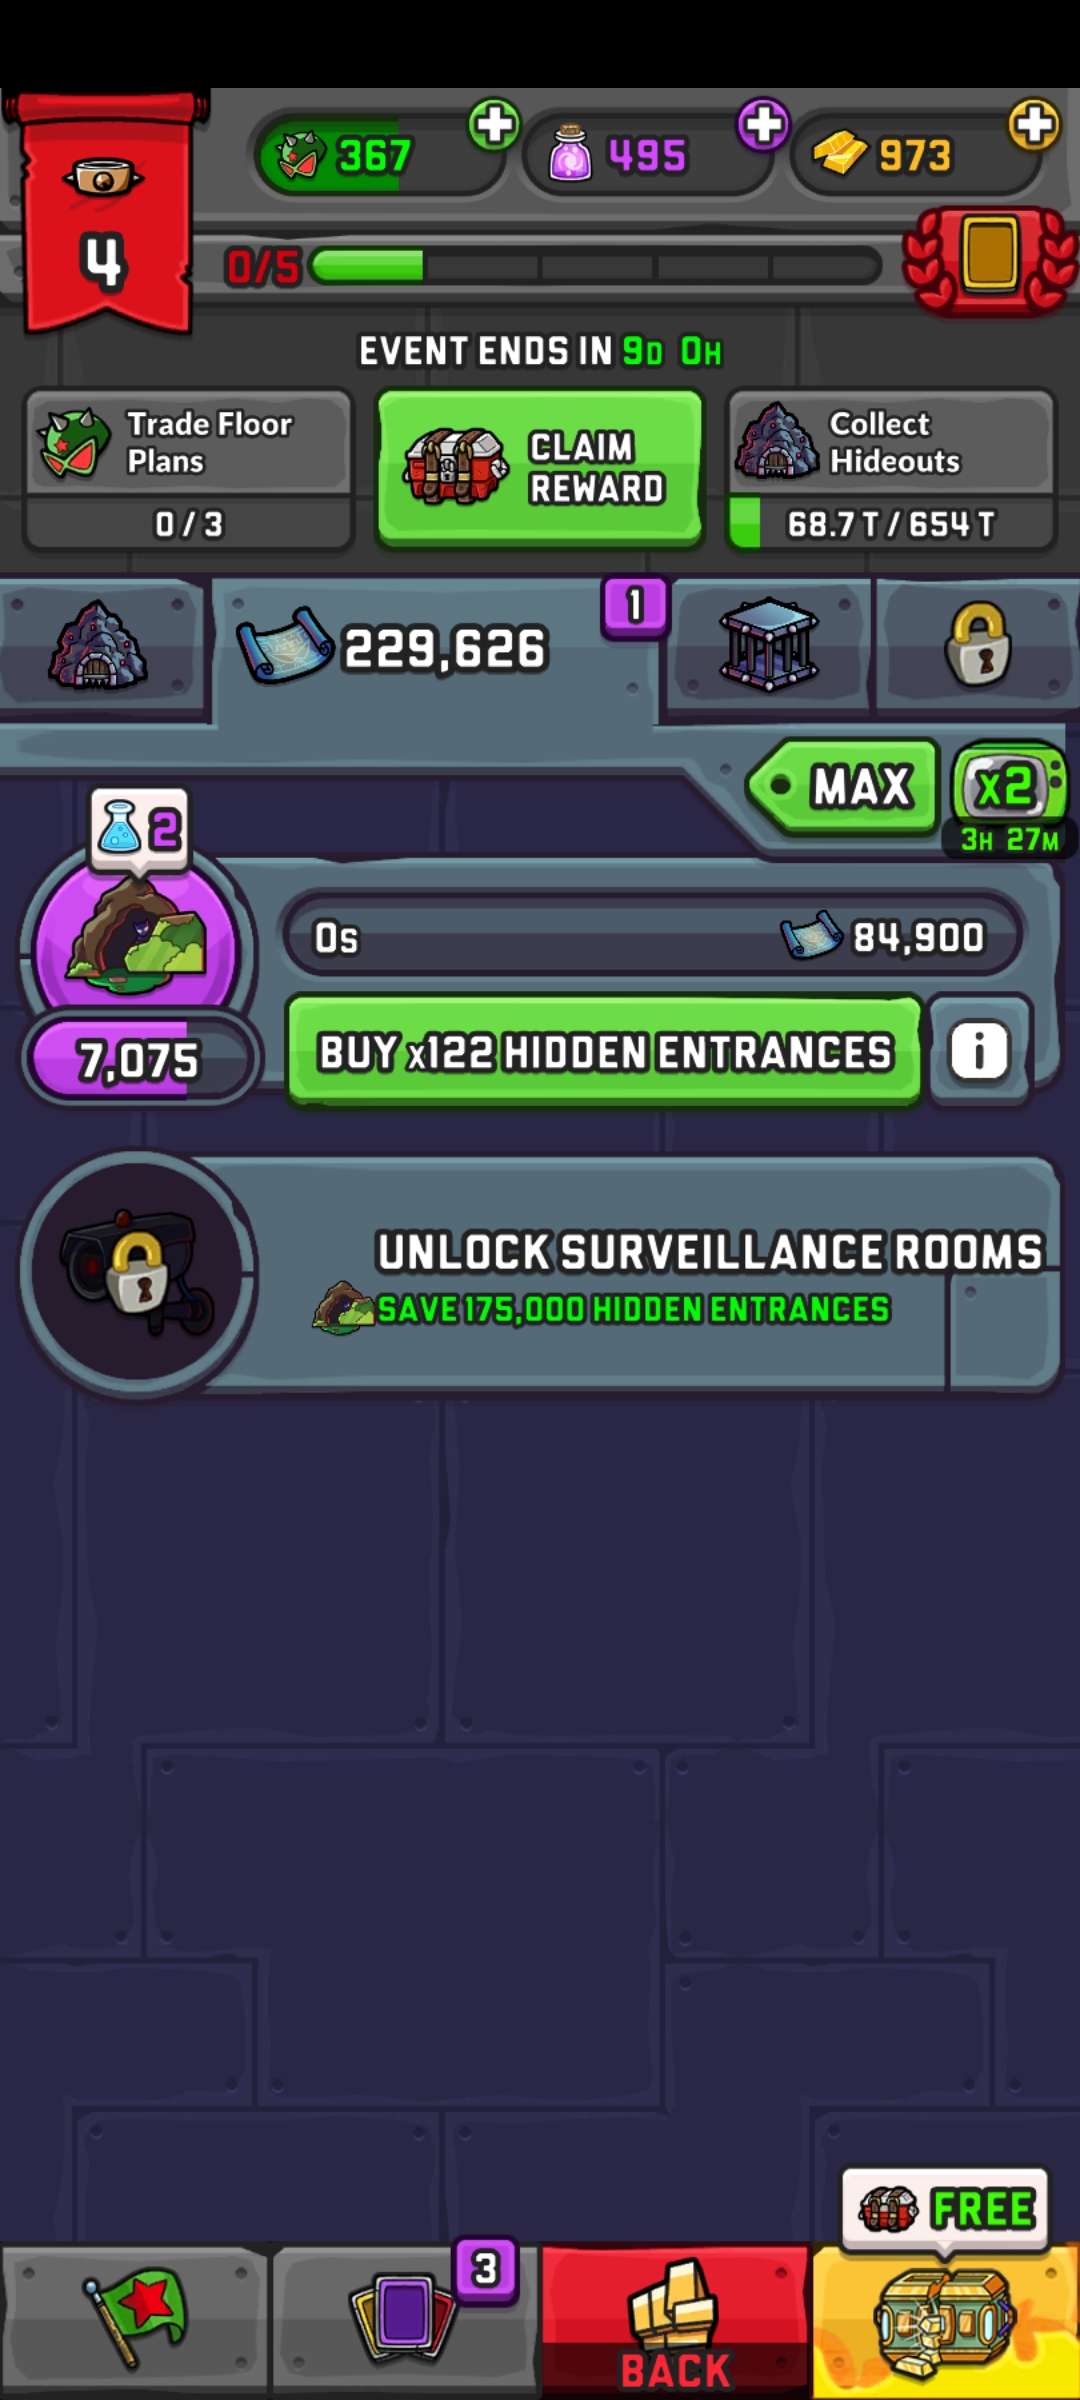 367
495
973
4
0/5
EVENT ENDS IN 9D 0H
Trade Floor
Plans
0 / 3
CLAIM
REWARD
Collect
Hideouts
68.7 T / 654 T
229,626
1
MAX
x2
3H 27M
2
0s
84,900
7,075
BUY x122 HIDDEN ENTRANCES
i
UNLOCK SURVEILLANCE ROOMS
SAVE 175,000 HIDDEN ENTRANCES
FREE
3
BACK